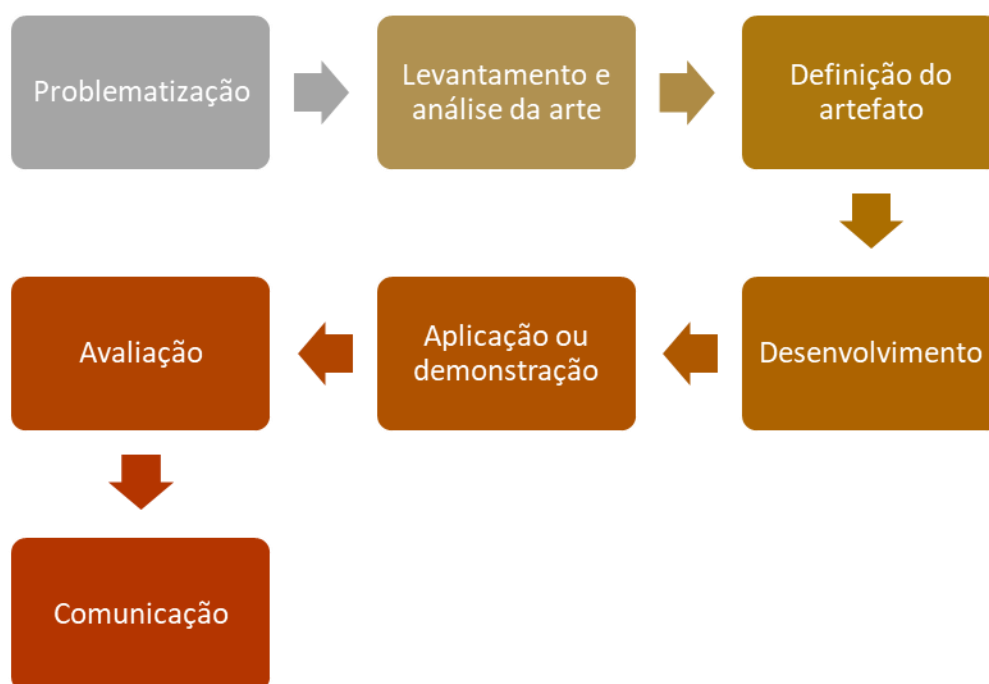 Problematização
Levantamento e
análise da arte
Definição do
artefato
Desenvolvimento
Aplicação ou
demonstração
Avaliação
Comunicação